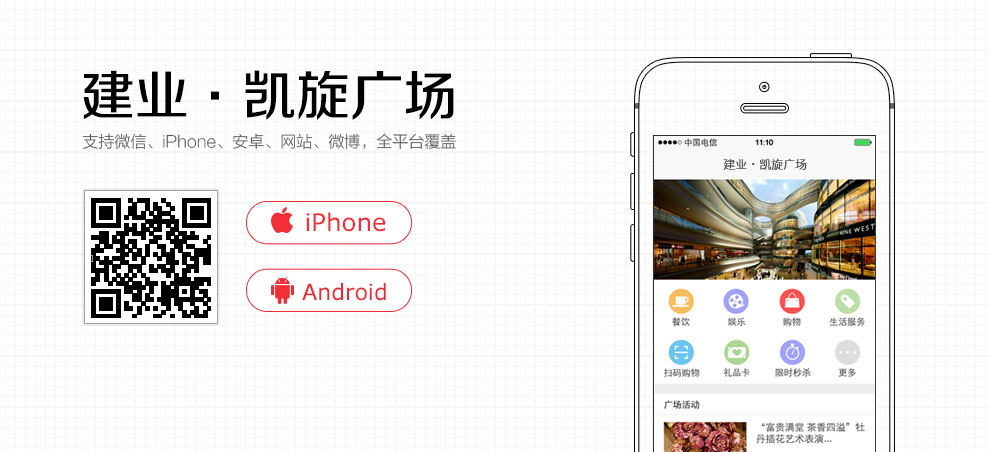 建业·凯旋广场
支持微信、iPhone、安卓、网站、微博，全平台覆盖
iPhone
Android
中国电信 11:10
建业·凯旋广场
NINE WEST
餐饮 娱乐 购物 生活服务
扫码购物 礼品卡 限时秒杀 更多
广场活动
“富贵满堂 茶香四溢”牡
丹插花艺术表演...